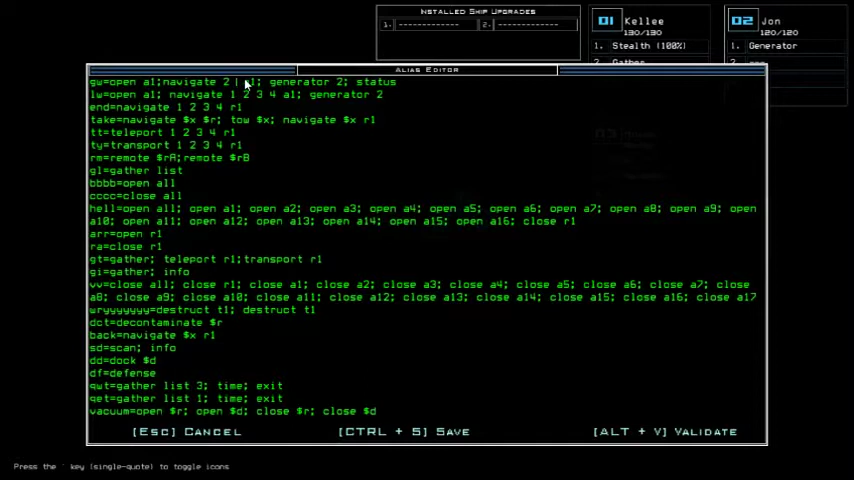 Installed Ship Upgrades
1. ------------- 2. -------------
01 Kellee
130/130
1. Stealth (100%)
2. Gather
02 Jon
120/120
1. Generator
Alias Editor
gw=open a1;navigate 2 | a1; generator 2; status
lw=open a1; navigate 1 2 3 4 a1; generator 2
end=navigate 1 2 3 4 r1
take=navigate $x $r; tow $x; navigate $x r1
tt=teleport 1 2 3 4 r1
ty=transport 1 2 3 4 r1
rm=remote $rA;remote $rB
gl=gather list
bbbb=open all
cccc=close all
hell=open all; open a1; open a2; open a3; open a4; open a5; open a6; open a7; open a8; open a9; open
a10; open a11; open a12; open a13; open a14; open a15; open a16; close r1
arr=open r1
ra=close r1
gt=gather; teleport r1;transport r1
gi=gather; info
vv=close all; close r1; close a1; close a2; close a3; close a4; close a5; close a6; close a7; close
a8; close a9; close a10; close a11; close a12; close a13; close a14; close a15; close a16; close a17
wryyyyyyy=destruct t1; destruct t1
dct=decontaminate $r
back=navigate $x r1
sd=scan; info
dd=dock $d
df=defense
qwt=gather list 3; time; exit
qet=gather list 1; time; exit
vacuum=open $r; open $d; close $r; close $d
[Esc] Cancel [CTRL + S] Save [ALT + V] Validate
Press the ' key (single-quote) to toggle icons